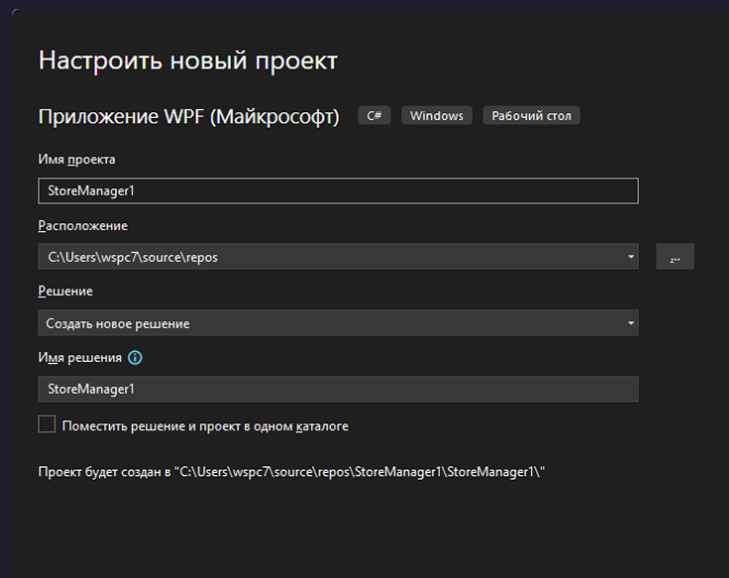 Настроить новый проект
Приложение WPF (Майкрософт) C# Windows Рабочий стол
Имя проекта
StoreManager1
Расположение
C:\Users\wspc7\source\repos
...
Решение
Создать новое решение
Имя решения
StoreManager1
Поместить решение и проект в одном каталоге
Проект будет создан в "C:\Users\wspc7\source\repos\StoreManager1\StoreManager1\"